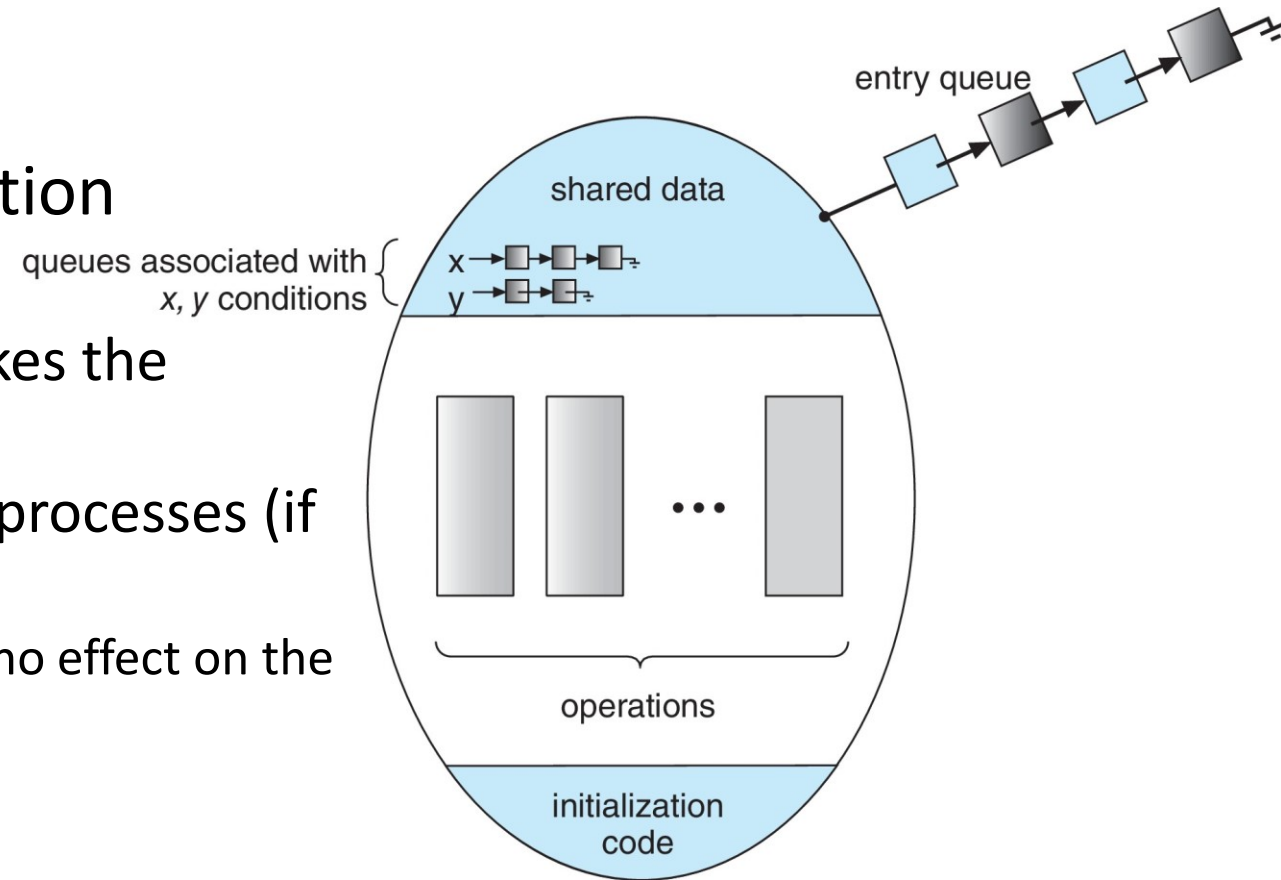 tion
kes the
processes (if
no effect on the
entry queue
shared data
queues associated with
x, y conditions
x
y
...
operations
initialization
code